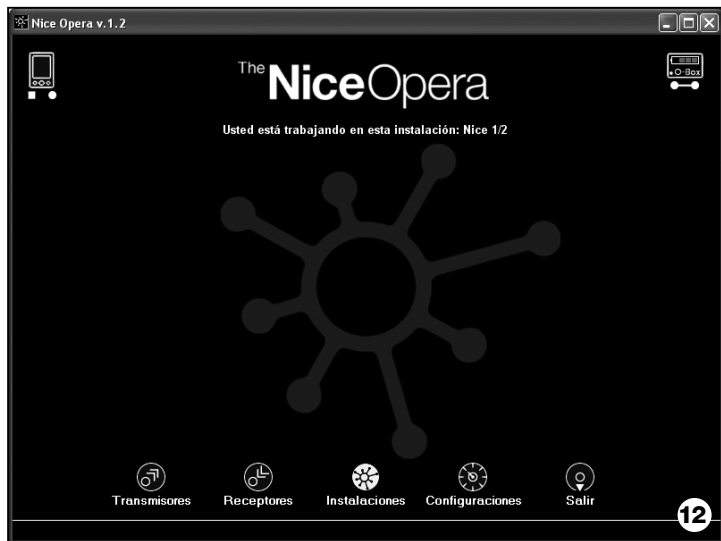 Nice Opera v.1.2
The NiceOpera
O-Box
Usted está trabajando en esta instalación: Nice 1/2
Transmisores Receptores Instalaciones Configuraciones Salir
12